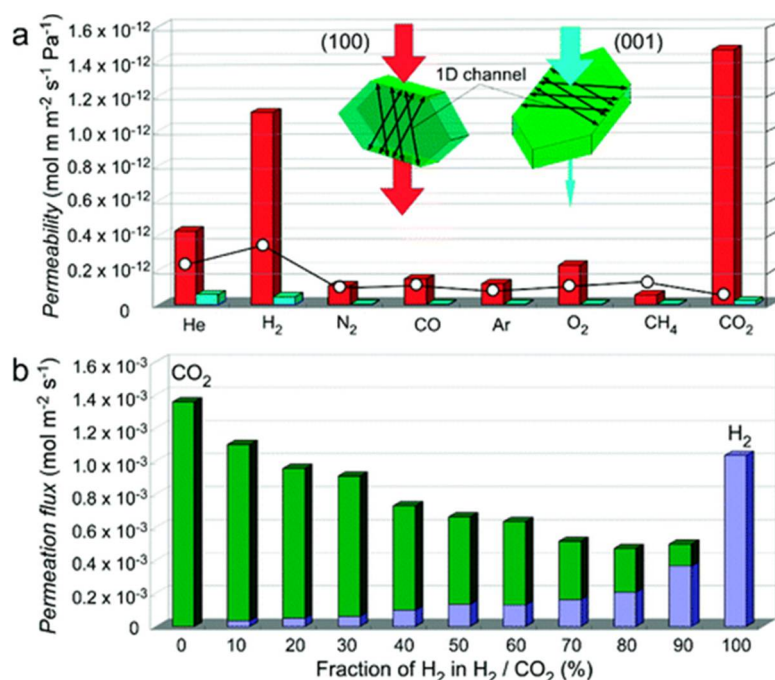 a
Permeability (mol m m⁻² s⁻¹ Pa⁻¹)
1.6 x 10⁻¹²
1.4 x 10⁻¹²
1.2 x 10⁻¹²
1.0 x 10⁻¹²
0.8 x 10⁻¹²
0.6 x 10⁻¹²
0.4 x 10⁻¹²
0.2 x 10⁻¹²
0
(100)
1D channel
(001)
He H₂ N₂ CO Ar O₂ CH₄ CO₂
b
Permeation flux (mol m⁻² s⁻¹)
1.6 x 10⁻³
1.4 x 10⁻³
1.2 x 10⁻³
1.0 x 10⁻³
0.8 x 10⁻³
0.6 x 10⁻³
0.4 x 10⁻³
0.2 x 10⁻³
0
CO₂
H₂
0 10 20 30 40 50 60 70 80 90 100
Fraction of H₂ in H₂ / CO₂ (%)